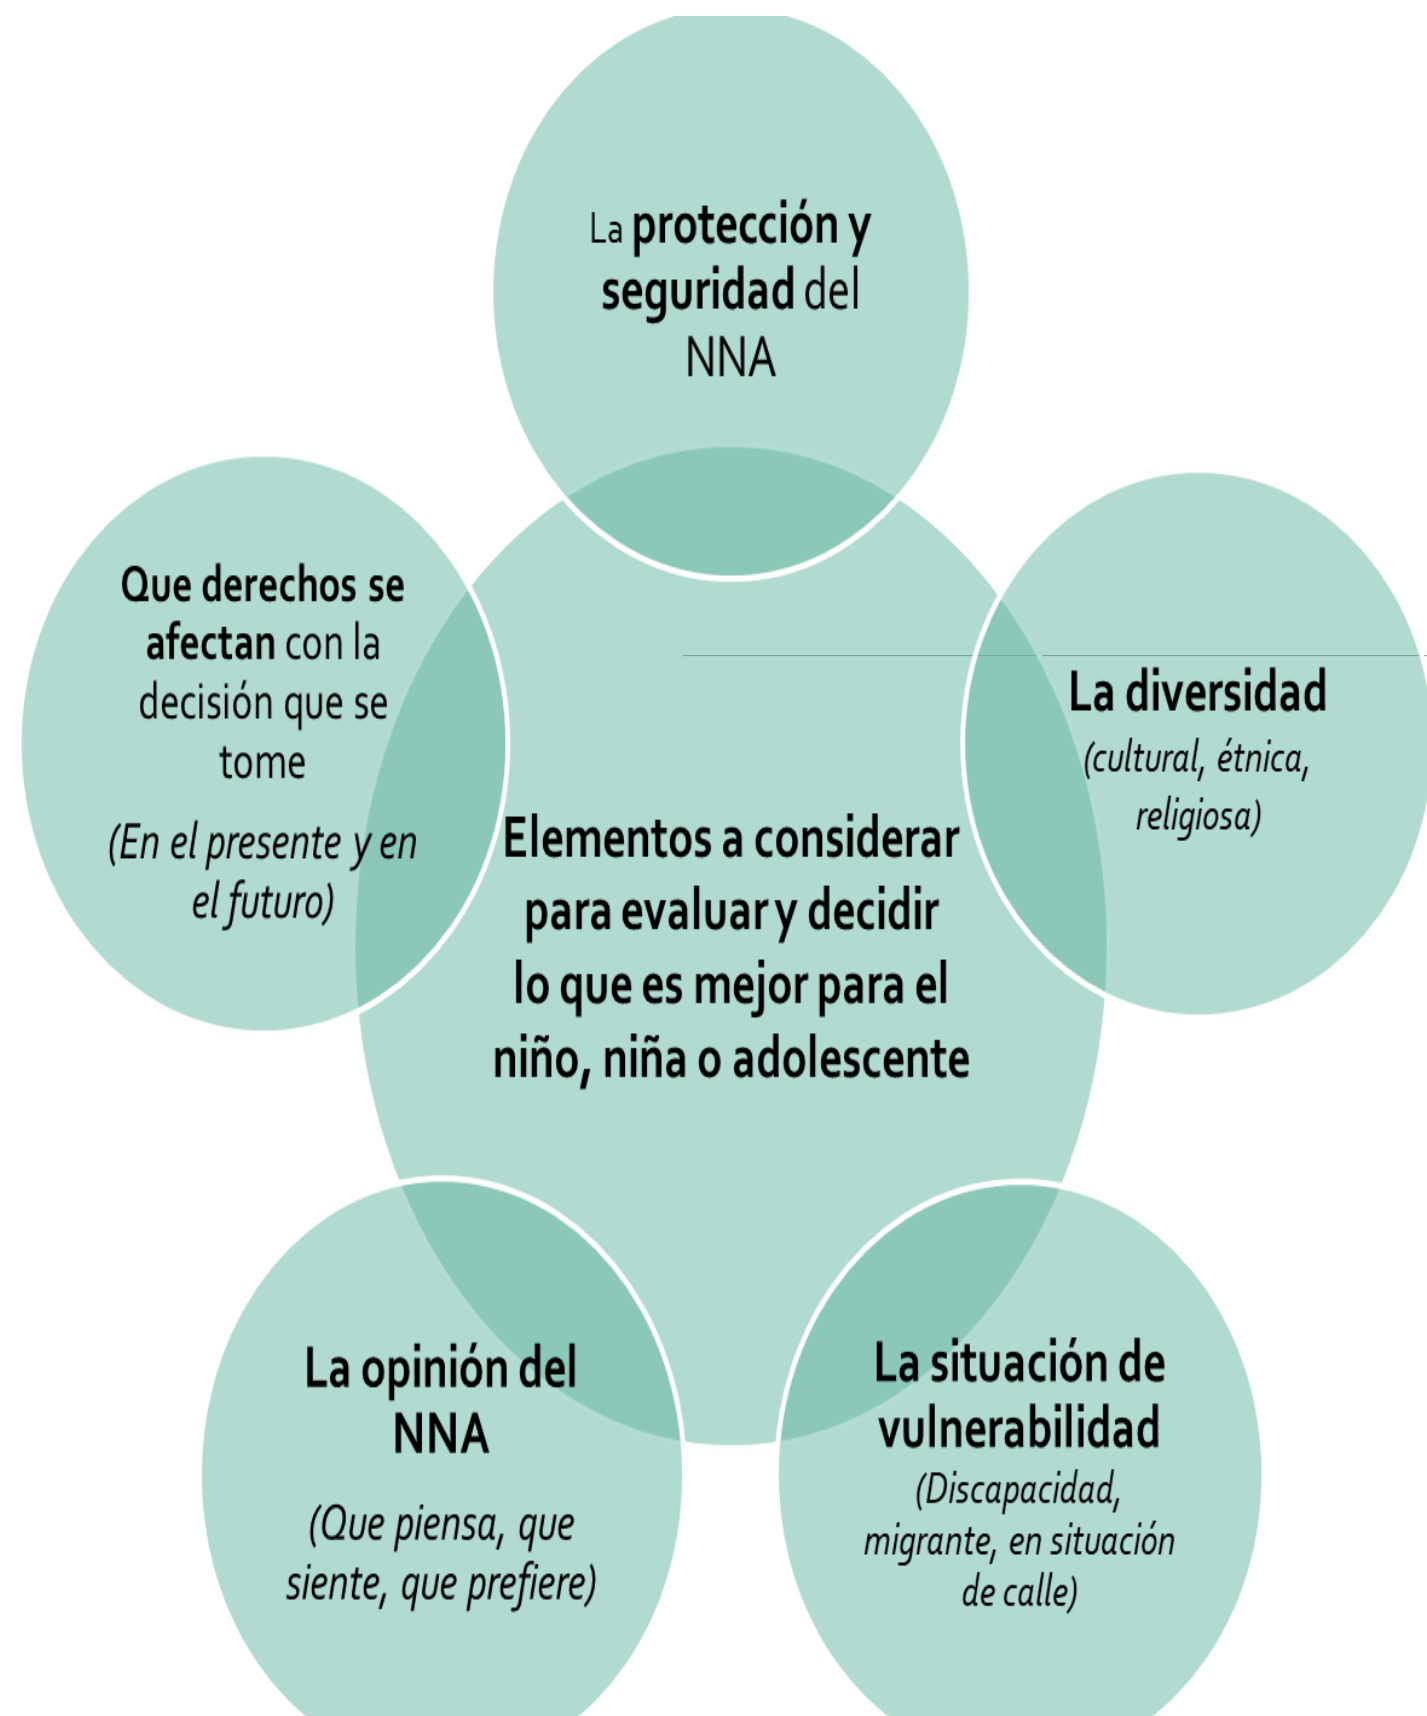 La protección y
seguridad del
NNA
Que derechos se
afectan con la
decisión que se
tome
(En el presente y en
el futuro)
La diversidad
(cultural, étnica,
religiosa)
Elementos a considerar
para evaluar y decidir
lo que es mejor para el
niño, niña o adolescente
La opinión del
NNA
(Que piensa, que
siente, que prefiere)
La situación de
vulnerabilidad
(Discapacidad,
migrante, en situación
de calle)